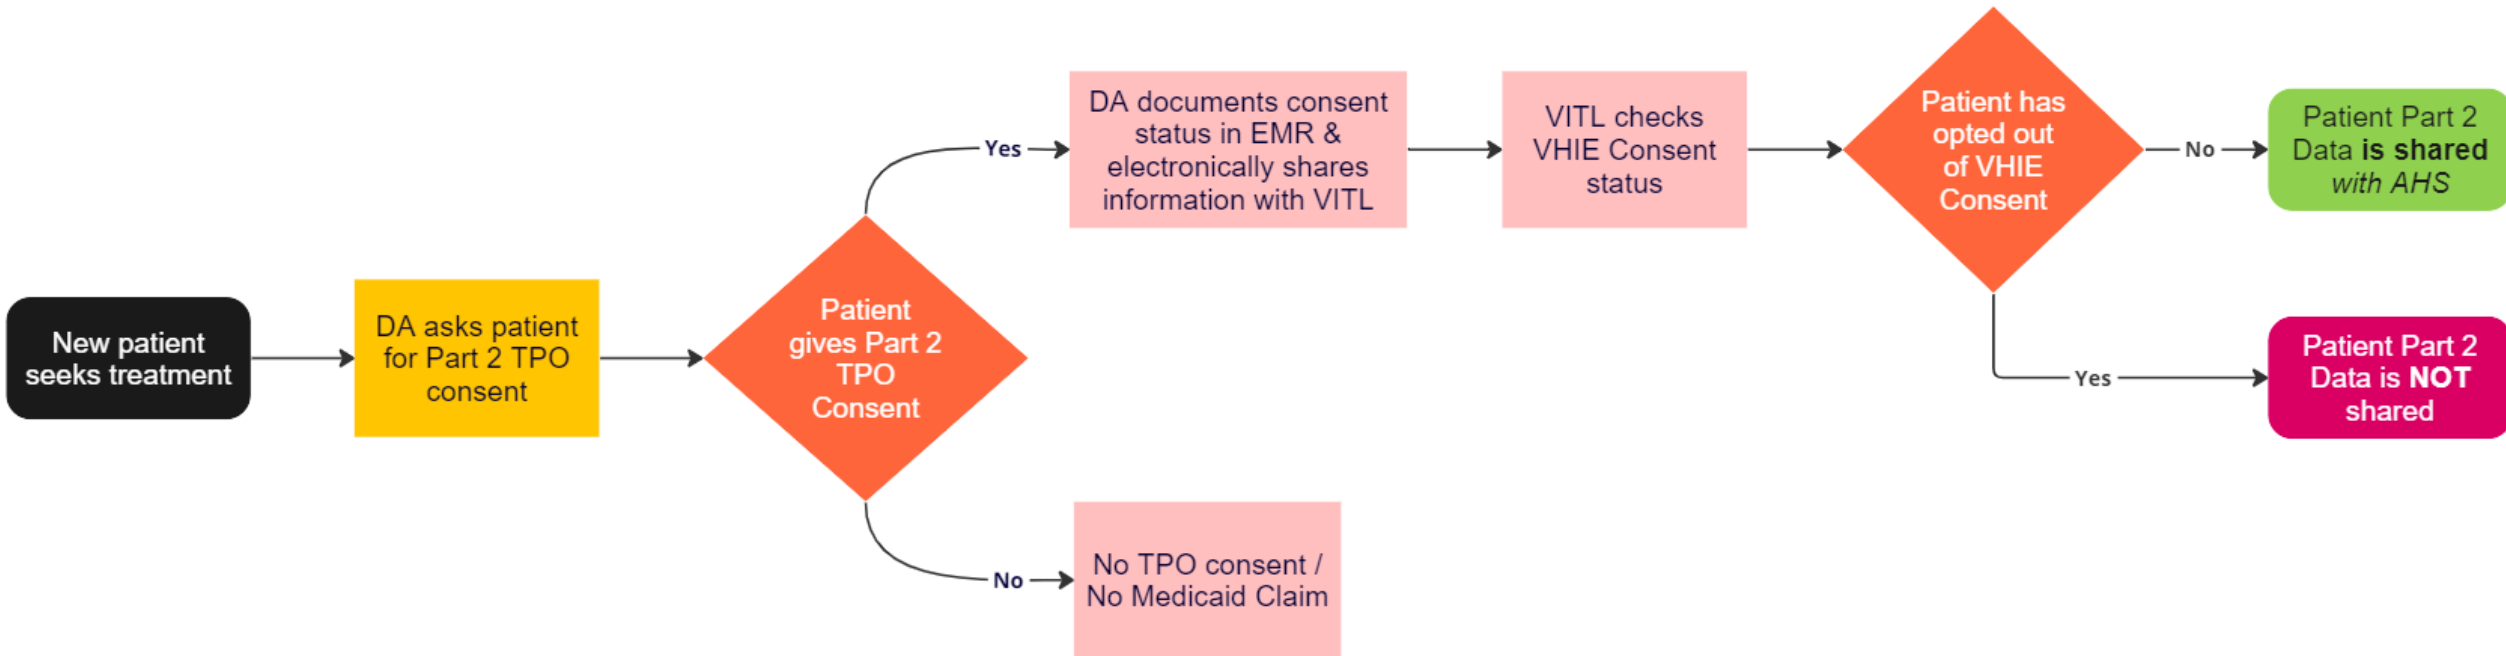 New patient
seeks treatment
DA asks patient
for Part 2 TPO
consent
Patient
gives Part 2
TPO
Consent
Yes
DA documents consent
status in EMR &
electronically shares
information with VITL
VITL checks
VHIE Consent
status
Patient has
opted out
of VHIE
Consent
No
Patient Part 2
Data is shared
with AHS
Yes
Patient Part 2
Data is NOT
shared
No
No TPO consent /
No Medicaid Claim